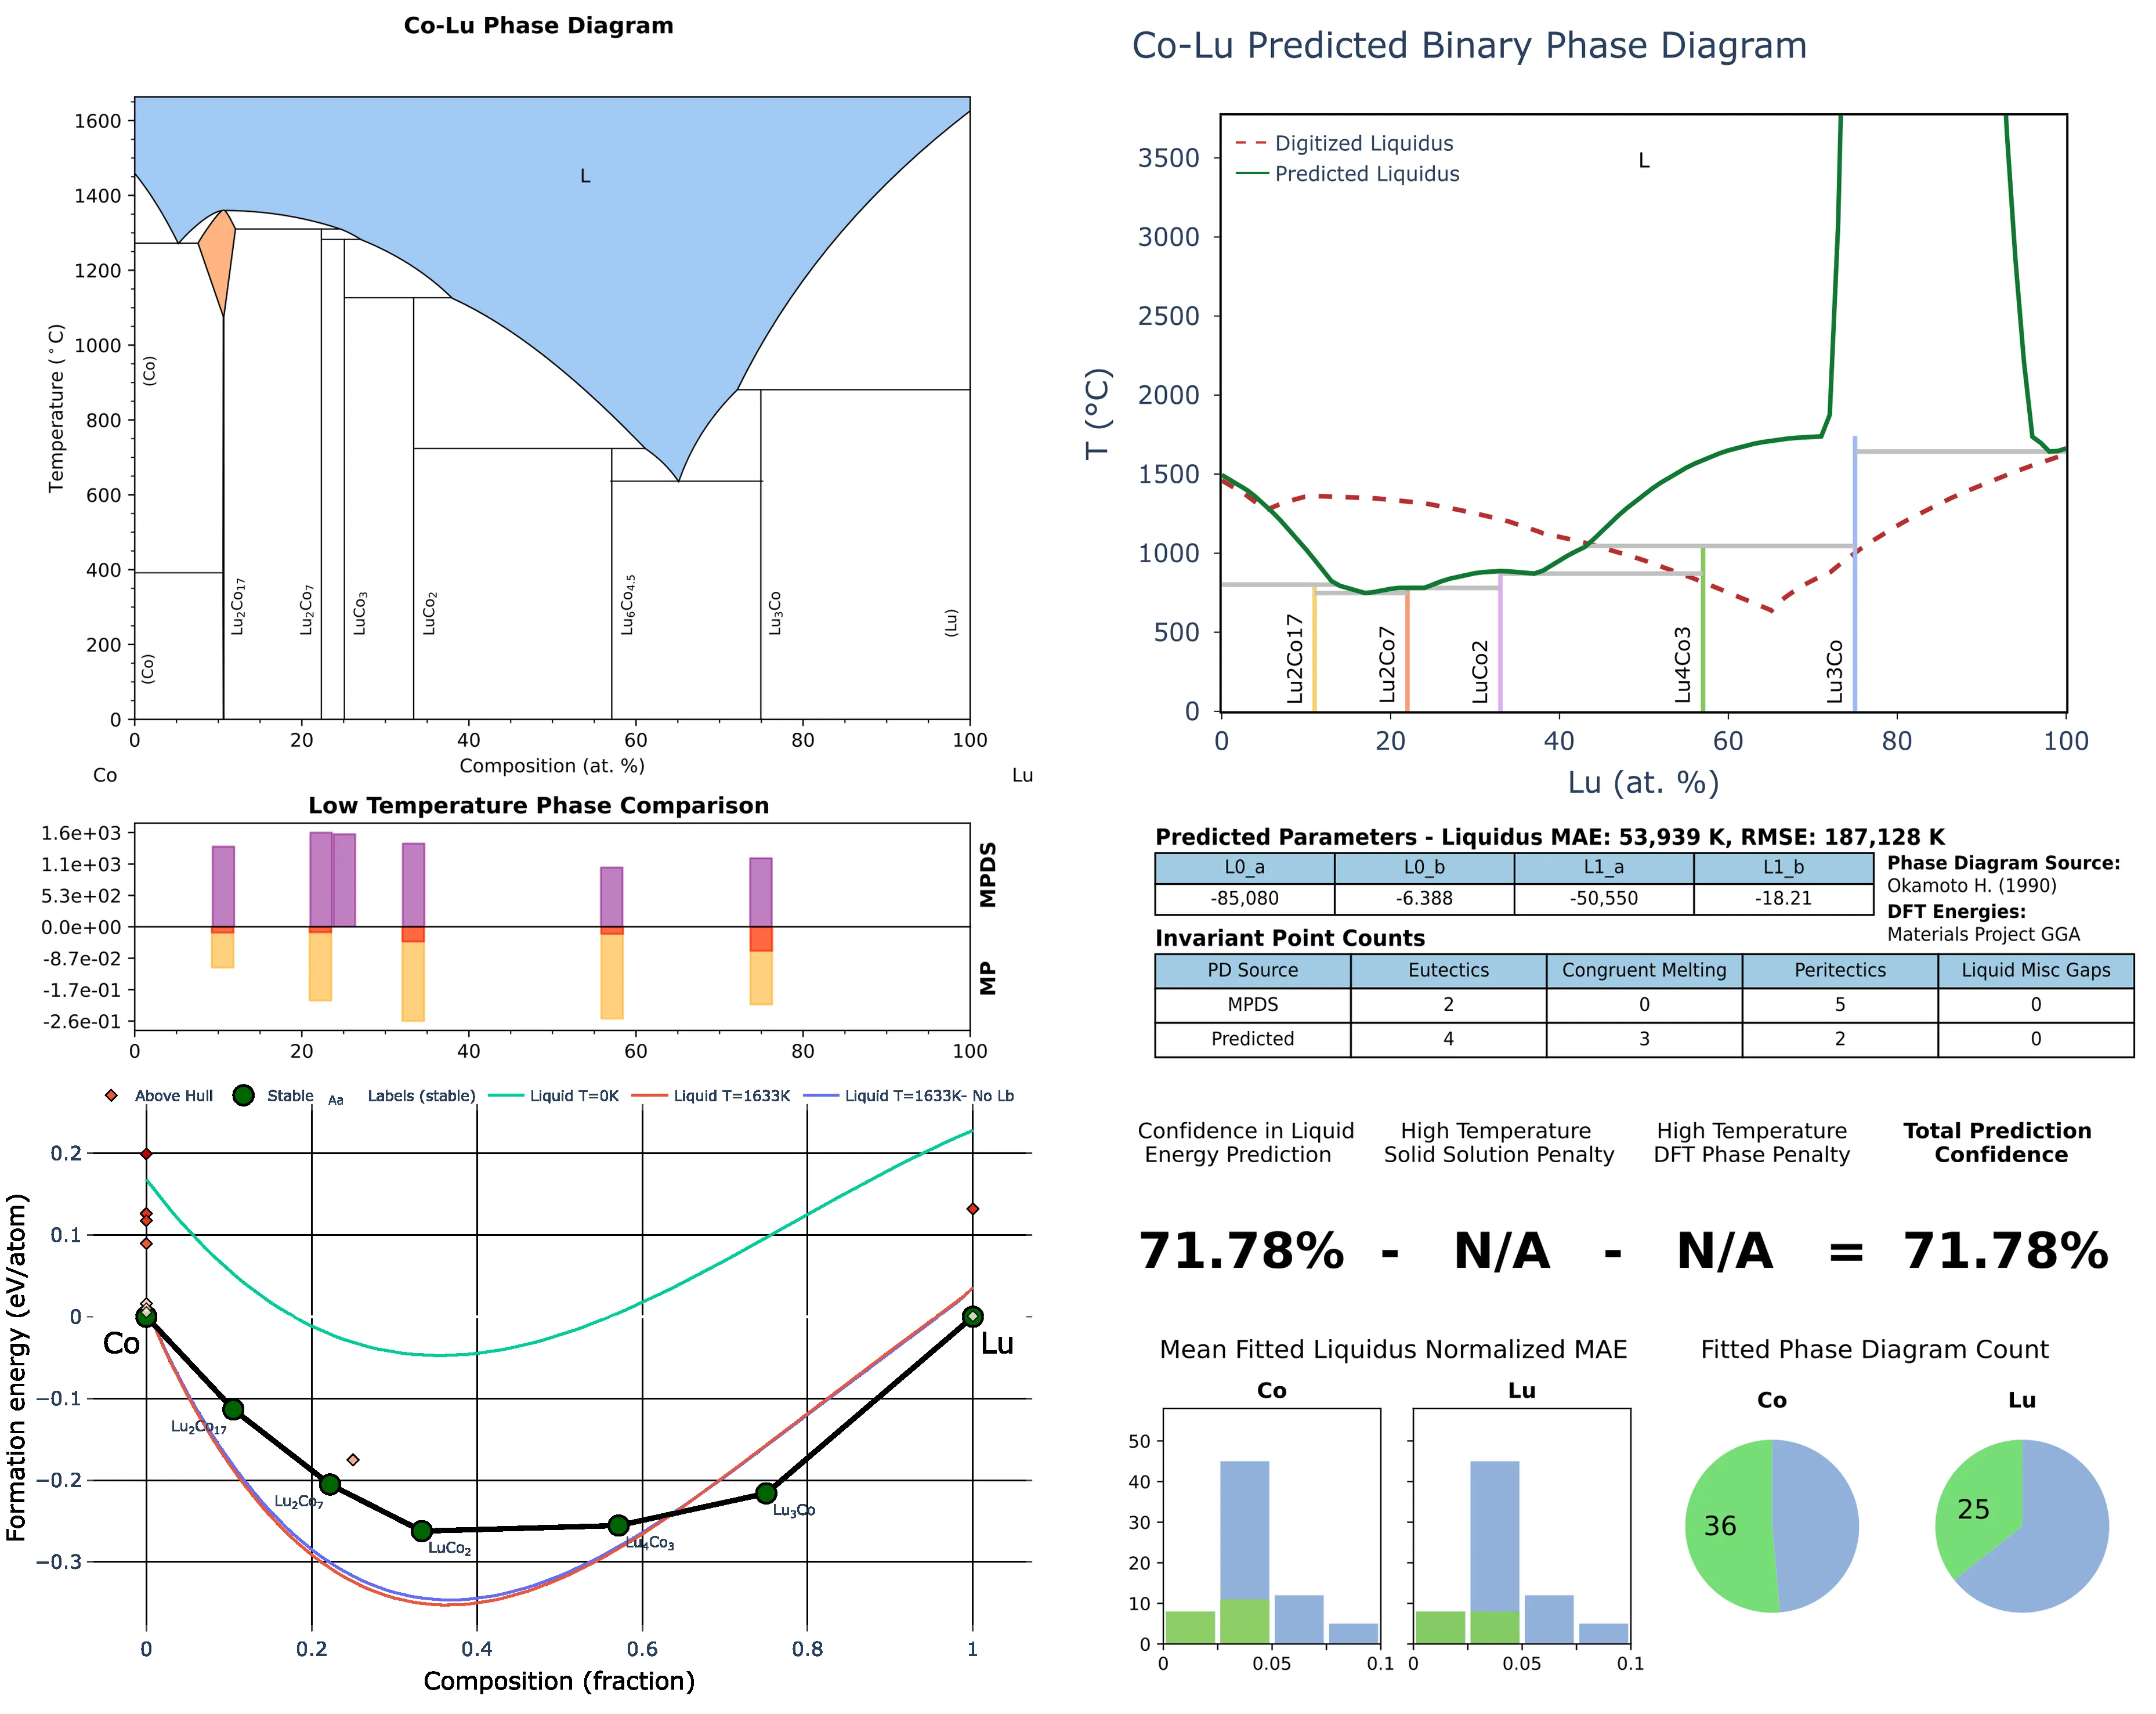 Co-Lu Phase Diagram
1600
1400
1200
1000
800
600
400
200
0
Temperature (°C)
L
(Co)
(Co)
Lu2Co17
Lu2Co7
LuCo3
LuCo2
Lu6Co4.5
Lu3Co
(Lu)
0 20 40 60 80 100
Composition (at. %)
Co Lu
Low Temperature Phase Comparison
1.6e+03
1.1e+03
5.3e+02
0.0e+00
-8.7e-02
-1.7e-01
-2.6e-01
MPDS
MP
0 20 40 60 80 100
Above Hull Stable Aa Labels (stable) Liquid T=0K Liquid T=1633K Liquid T=1633K- No Lb
0.2
0.1
0
−0.1
−0.2
−0.3
Formation energy (eV/atom)
Co
Lu
Lu2Co17
Lu2Co7
LuCo2
Lu4Co3
Lu3Co
0 0.2 0.4 0.6 0.8 1
Composition (fraction)
Co-Lu Predicted Binary Phase Diagram
Digitized Liquidus
Predicted Liquidus
L
3500
3000
2500
2000
1500
1000
500
0
T (°C)
Lu2Co17
Lu2Co7
LuCo2
Lu4Co3
Lu3Co
0 20 40 60 80 100
Lu (at. %)
Predicted Parameters - Liquidus MAE: 53,939 K, RMSE: 187,128 K
L0_a L0_b L1_a L1_b
-85,080 -6.388 -50,550 -18.21
Phase Diagram Source:
Okamoto H. (1990)
DFT Energies:
Materials Project GGA
Invariant Point Counts
PD Source Eutectics Congruent Melting Peritectics Liquid Misc Gaps
MPDS 2 0 5 0
Predicted 4 3 2 0
Confidence in Liquid
Energy Prediction
High Temperature
Solid Solution Penalty
High Temperature
DFT Phase Penalty
Total Prediction
Confidence
71.78% - N/A - N/A = 71.78%
Mean Fitted Liquidus Normalized MAE
Co Lu
50
40
30
20
10
0
0 0.05 0.1
0 0.05 0.1
Fitted Phase Diagram Count
Co Lu
36
25